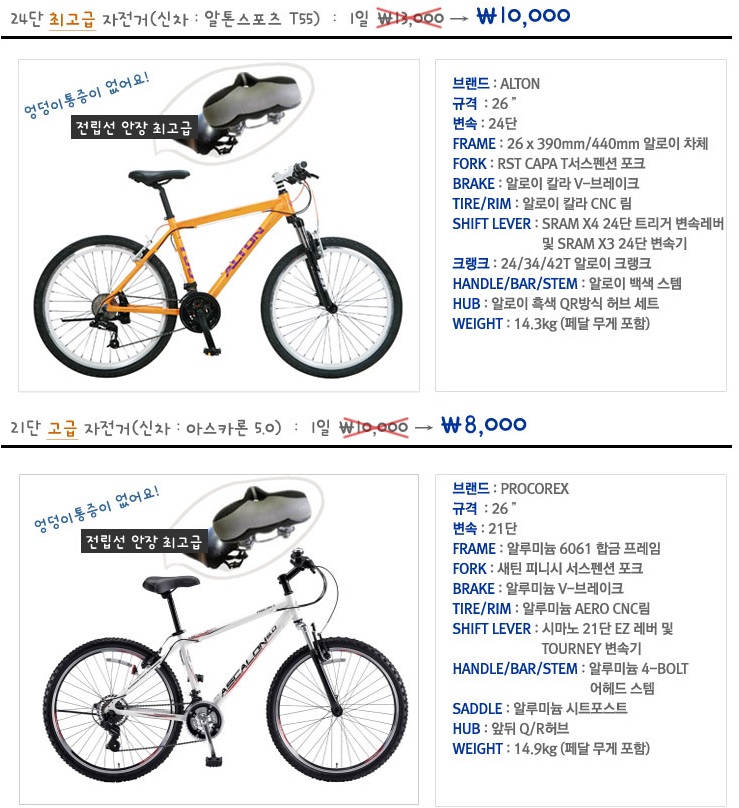 24단 최고급 자전거(신차 : 알톤스포츠 T55) : 1일 ₩13,000 → ₩10,000
엉덩이통증이 없어요!
전립선 안장 최고급
ALTON
브랜드 : ALTON
규격 : 26 ”
변속 : 24단
FRAME : 26 x 390mm/440mm 알로이 차체
FORK : RST CAPA T서스펜션 포크
BRAKE : 알로이 칼라 V-브레이크
TIRE/RIM : 알로이 칼라 CNC 림
SHIFT LEVER : SRAM X4 24단 트리거 변속레버
및 SRAM X3 24단 변속기
크랭크 : 24/34/42T 알로이 크랭크
HANDLE/BAR/STEM : 알로이 백색 스템
HUB : 알로이 흑색 QR방식 허브 세트
WEIGHT : 14.3kg (페달 무게 포함)
21단 고급 자전거(신차 : 아스카론 5.0) : 1일 ₩10,000 → ₩8,000
엉덩이통증이 없어요!
전립선 안장 최고급
ASCALON 5.0
브랜드 : PROCOREX
규격 : 26 ”
변속 : 21단
FRAME : 알루미늄 6061 합금 프레임
FORK : 새틴 피니시 서스펜션 포크
BRAKE : 알루미늄 V-브레이크
TIRE/RIM : 알루미늄 AERO CNC림
SHIFT LEVER : 시마노 21단 EZ 레버 및
TOURNEY 변속기
HANDLE/BAR/STEM : 알루미늄 4-BOLT
어헤드 스템
SADDLE : 알루미늄 시트포스트
HUB : 앞뒤 Q/R허브
WEIGHT : 14.9kg (페달 무게 포함)